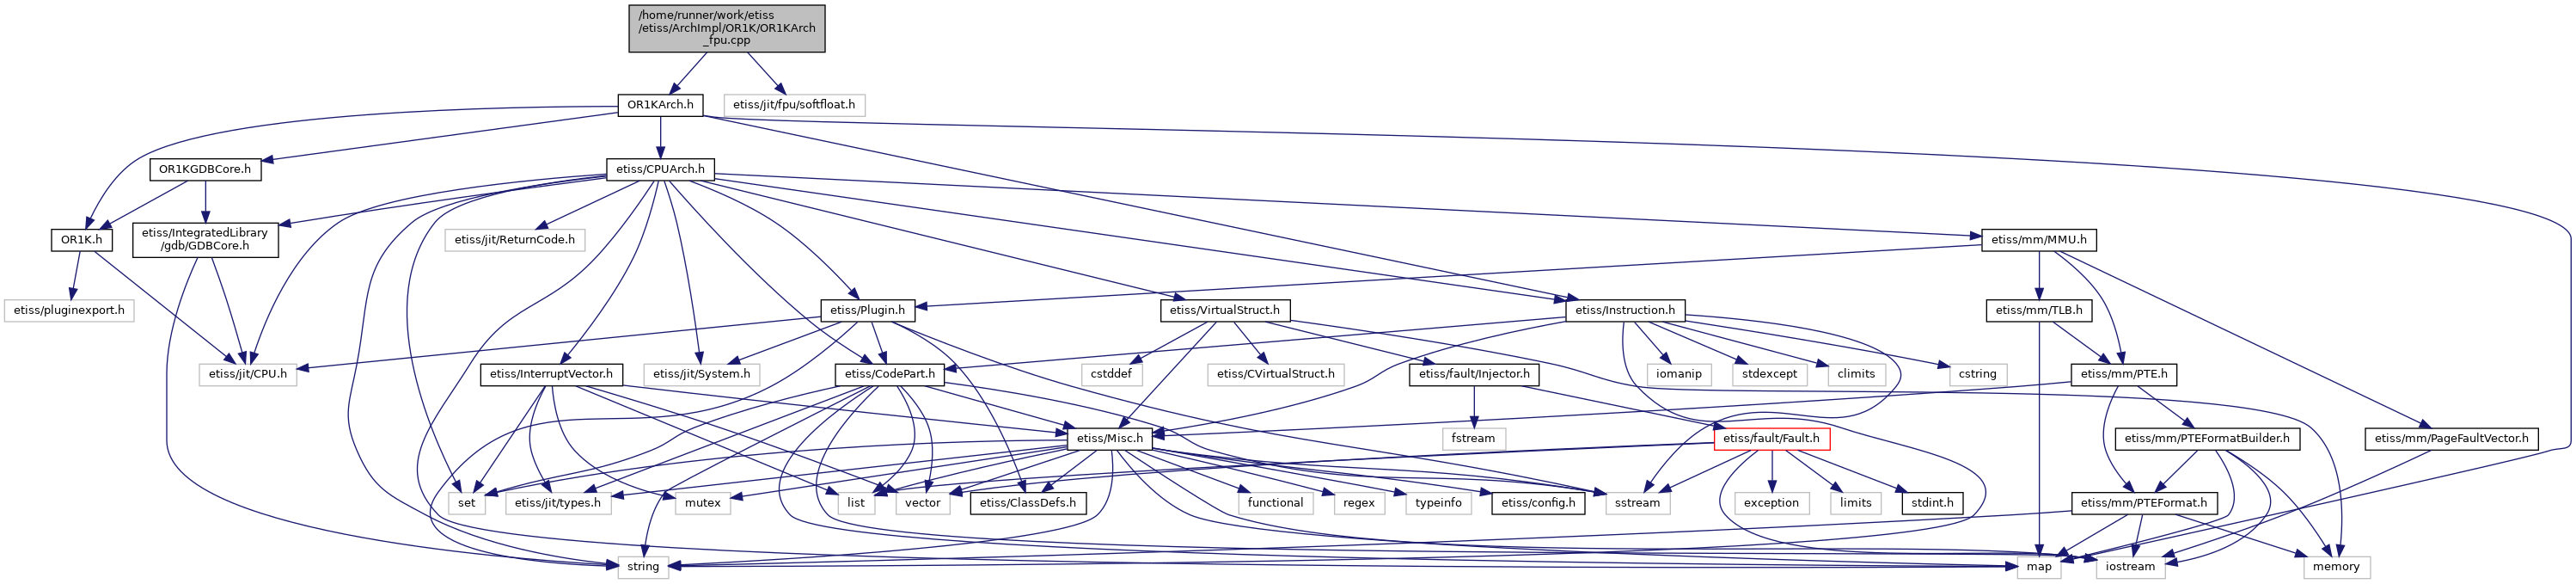 /home/runner/work/etiss
/etiss/ArchImpl/OR1K/OR1KArch
_fpu.cpp
OR1KArch.h
etiss/jit/fpu/softfloat.h
OR1KGDBCore.h
etiss/CPUArch.h
OR1K.h
etiss/IntegratedLibrary
/gdb/GDBCore.h
etiss/jit/ReturnCode.h
etiss/mm/MMU.h
etiss/pluginexport.h
etiss/Plugin.h
etiss/VirtualStruct.h
etiss/Instruction.h
etiss/mm/TLB.h
etiss/jit/CPU.h
etiss/InterruptVector.h
etiss/jit/System.h
etiss/CodePart.h
cstddef
etiss/CVirtualStruct.h
etiss/fault/Injector.h
iomanip
stdexcept
climits
cstring
etiss/mm/PTE.h
etiss/Misc.h
fstream
etiss/fault/Fault.h
etiss/mm/PTEFormatBuilder.h
etiss/mm/PageFaultVector.h
set
etiss/jit/types.h
mutex
list
vector
etiss/ClassDefs.h
functional
regex
typeinfo
etiss/config.h
sstream
exception
limits
stdint.h
etiss/mm/PTEFormat.h
string
map
iostream
memory